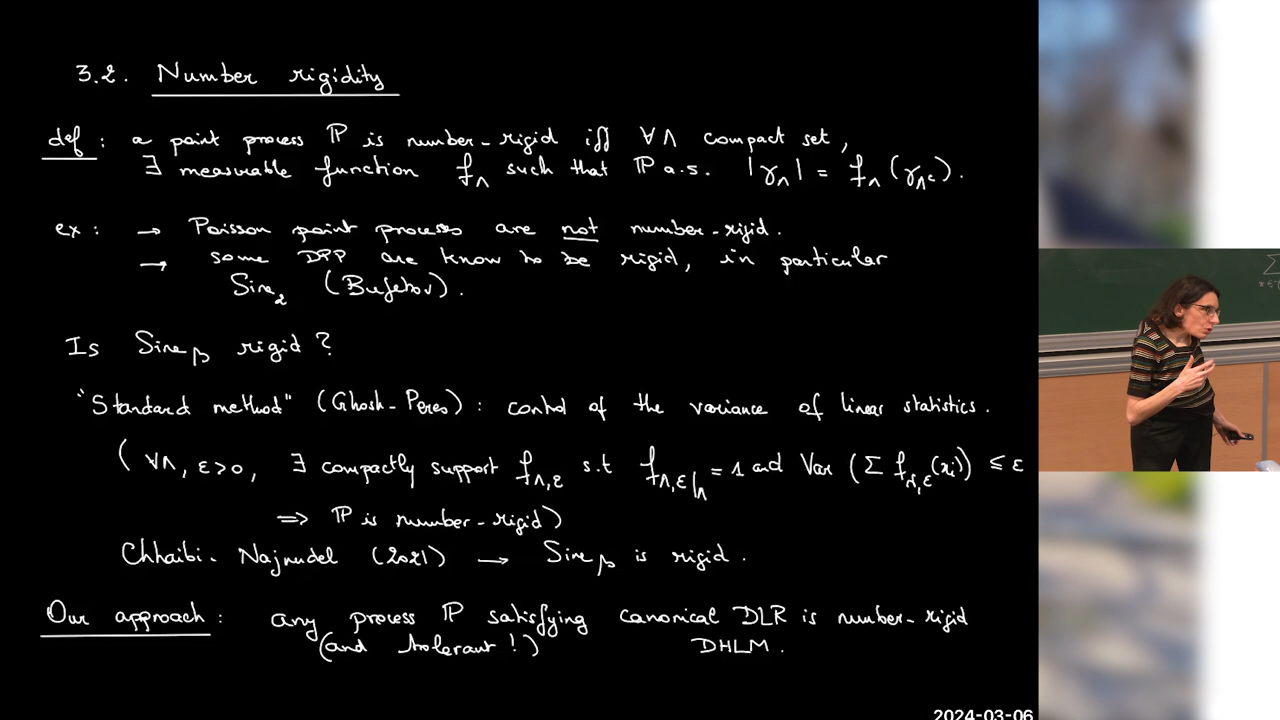 3.2. Number rigidity
def : a point process ℙ is number-rigid iff ∀Λ compact set,
∃ measurable function f_Λ such that ℙ a.s. |γ_Λ| = f_Λ(γ_Λᶜ).
ex : → Poisson point process are not number-rigid.
→ some DPP are know to be rigid, in particular
Sine₂ (Bufetov).
Is Sine_β rigid ?
"Standard method" (Ghosh-Peres) : control of the variance of linear statistics.
(∀Λ, ε>0, ∃ compactly support f_Λ,ε s.t f_Λ,ε|_Λ = 1 and Var (Σ f_Λ,ε(xi)) ≤ ε
⟹ ℙ is number-rigid)
Chhaibi - Najnudel (2021) → Sine_β is rigid.
Our approach : any process ℙ satisfying canonical DLR is number-rigid
(and tolerant !) DHLM.
2024-03-06